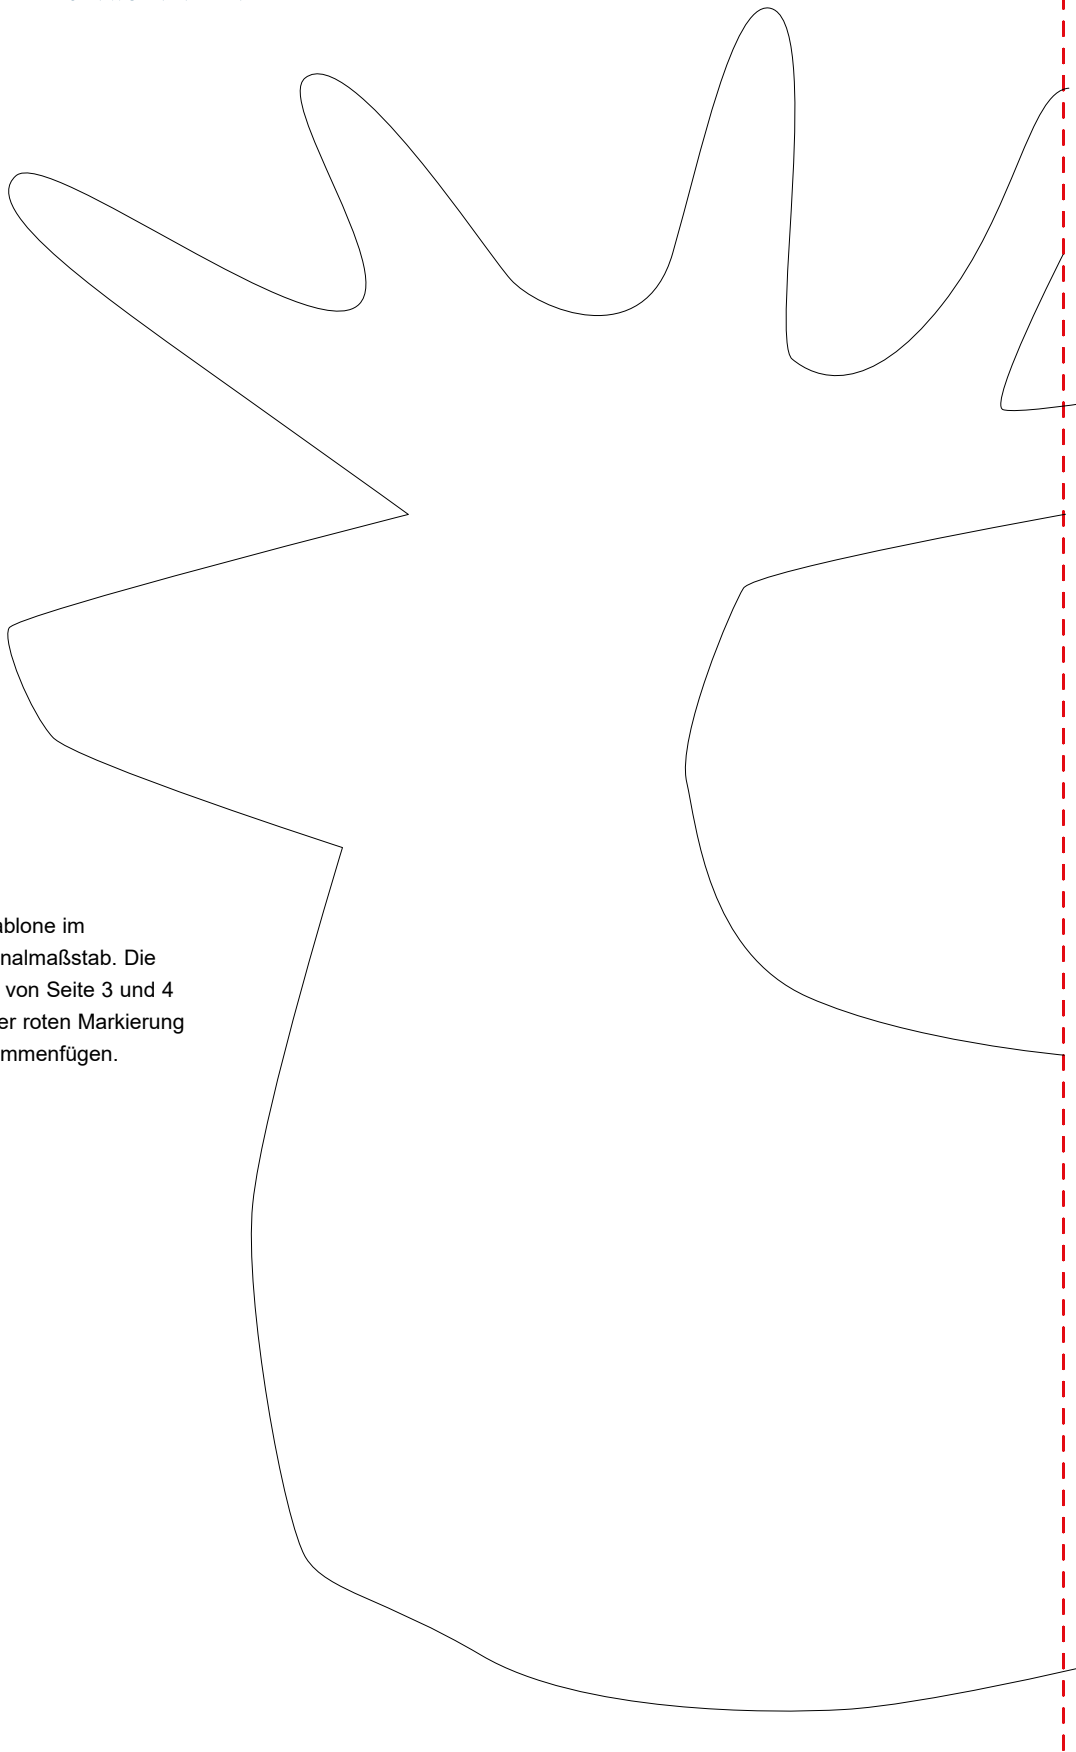 ablone im
nalmaßstab. Die
von Seite 3 und 4
er roten Markierung
mmenfügen.